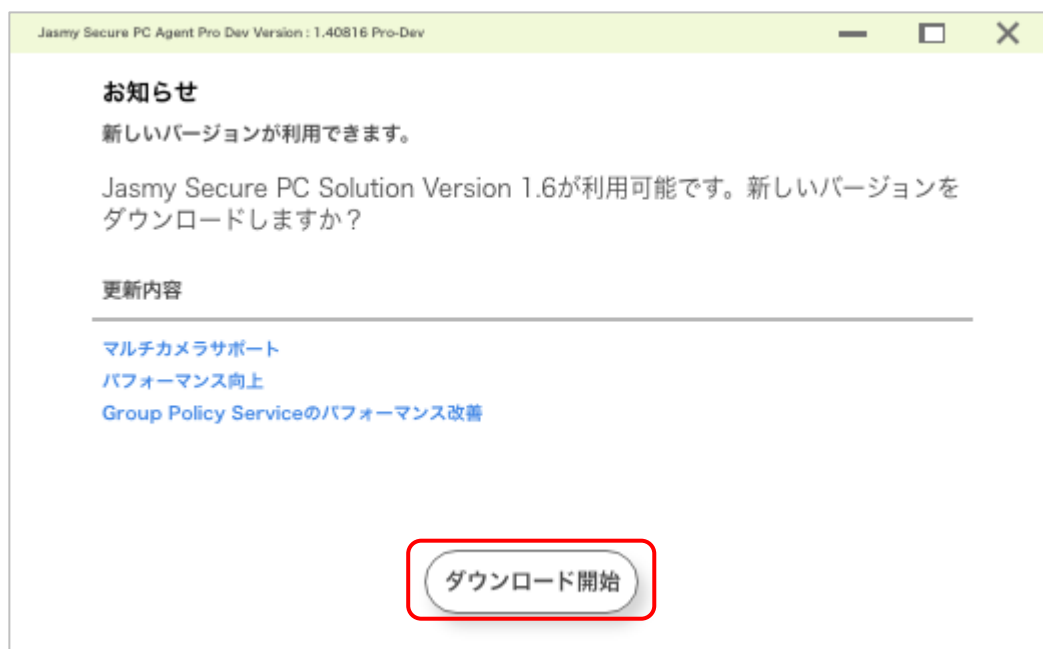 Jasmy Secure PC Agent Pro Dev Version : 1.40816 Pro-Dev
お知らせ
新しいバージョンが利用できます。
Jasmy Secure PC Solution Version 1.6が利用可能です。新しいバージョンを
ダウンロードしますか？
更新内容
マルチカメラサポート
パフォーマンス向上
Group Policy Serviceのパフォーマンス改善
ダウンロード開始